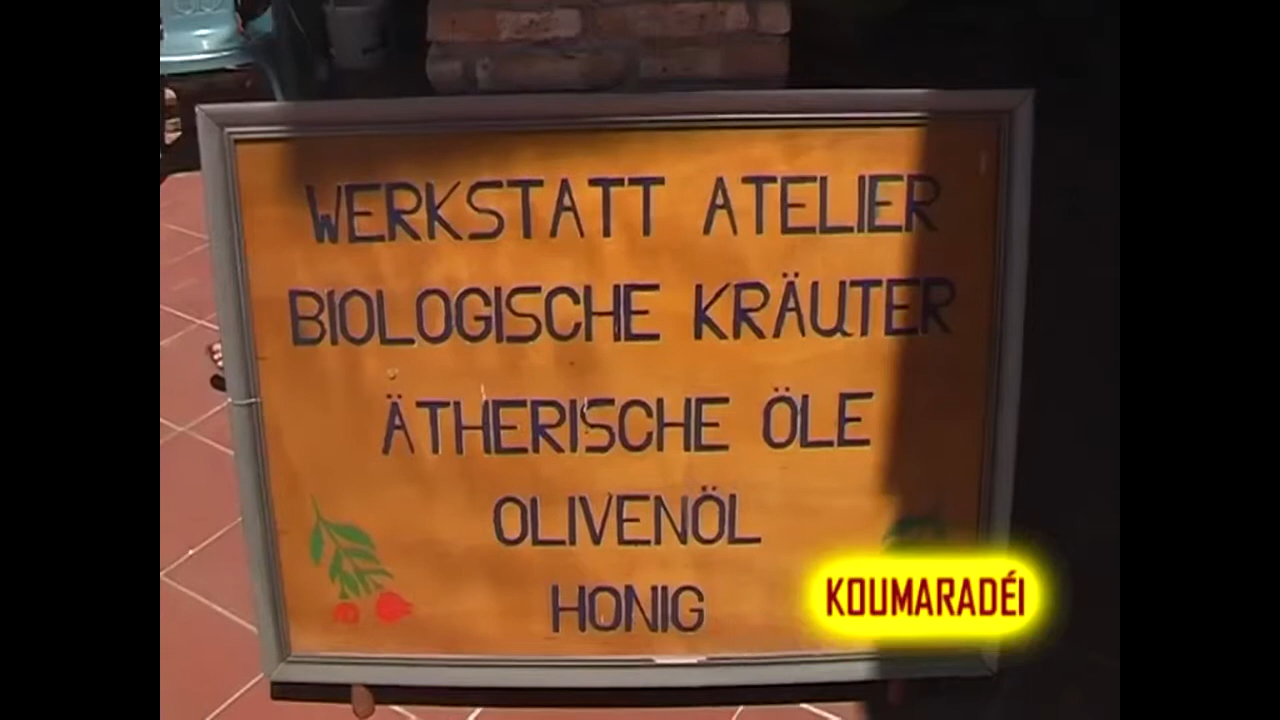 WERKSTATT ATELIER
BIOLOGISCHE KRÄUTER
ÄTHERISCHE ÖLE
OLIVENÖL
HONIG
KOUMARADÉI